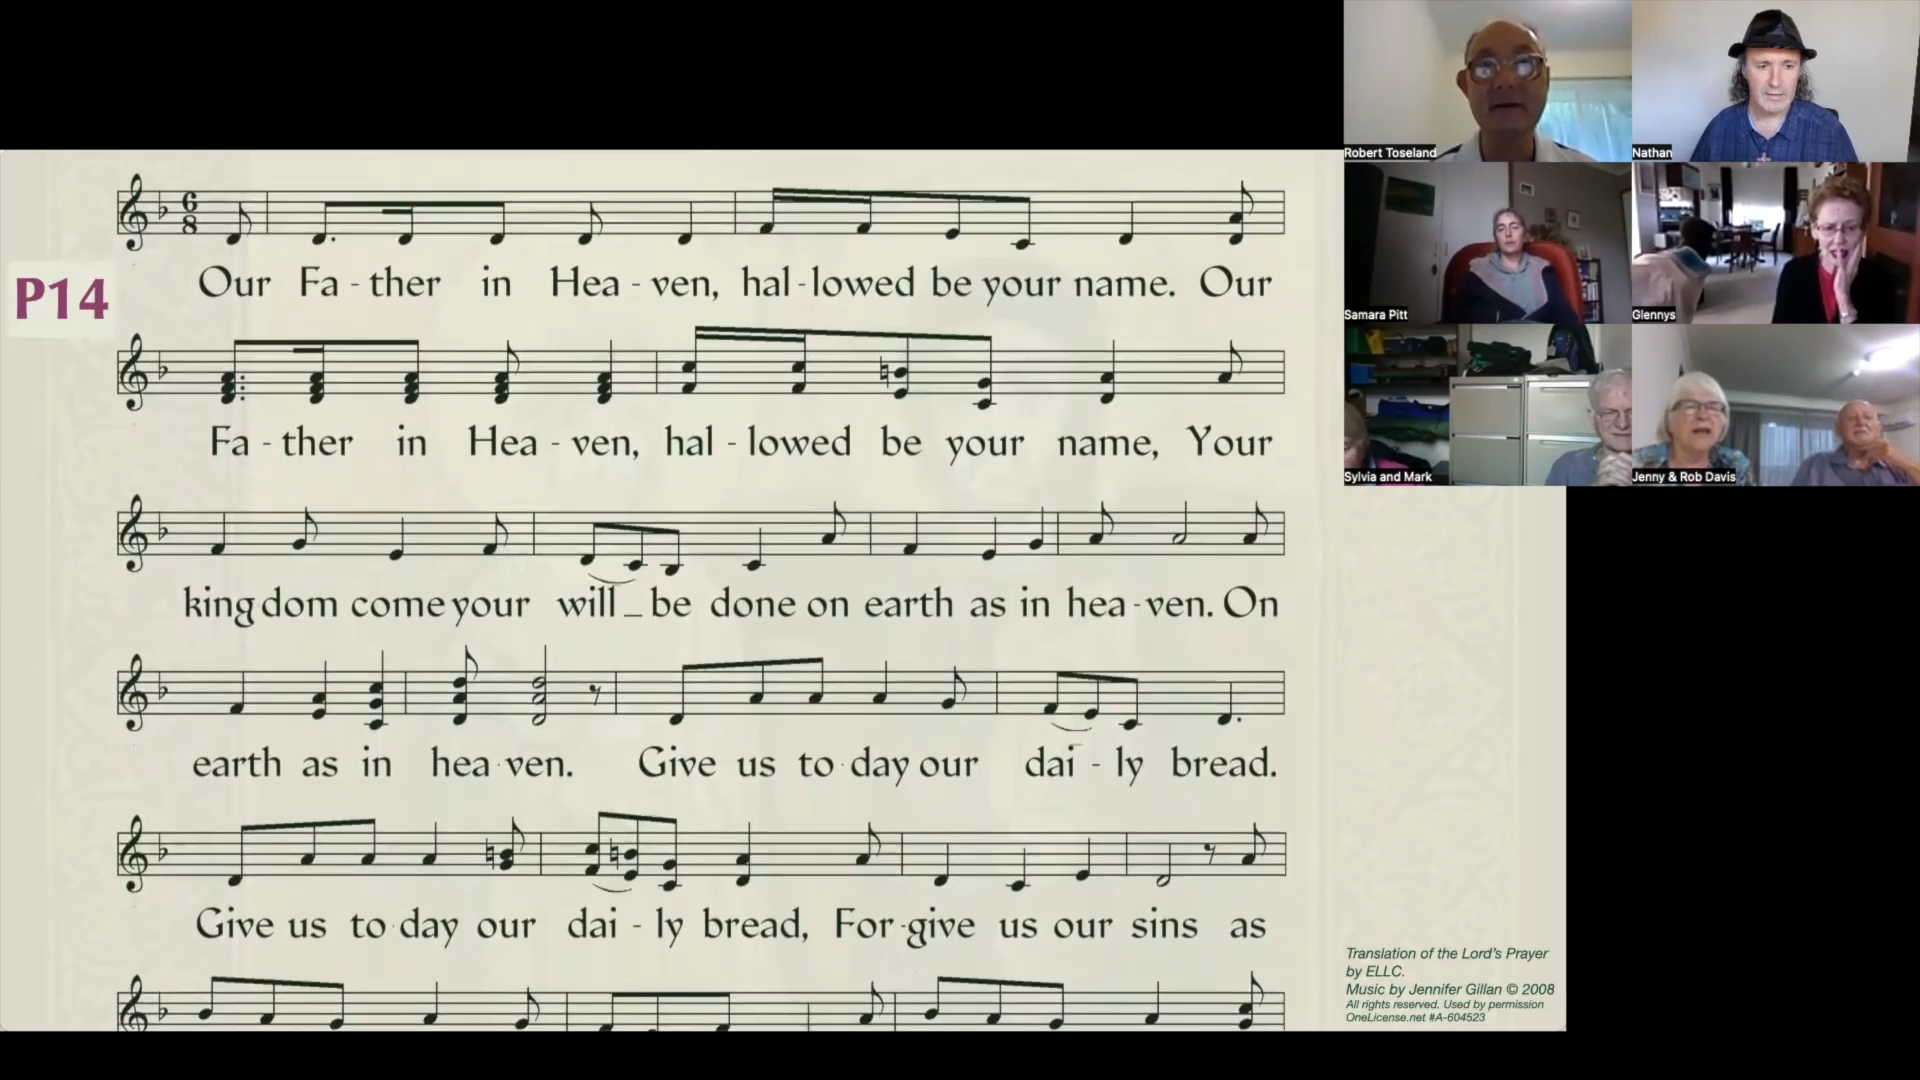 P14
6
8
Our Fa - ther in Hea - ven, hal - lowed be your name. Our
Fa - ther in Hea - ven, hal - lowed be your name, Your
king dom come your will _ be done on earth as in hea - ven. On
earth as in hea - ven. Give us to - day our dai - ly bread.
Give us to - day our dai - ly bread, For - give us our sins as
Translation of the Lord's Prayer
by ELLC.
Music by Jennifer Gillan © 2008
All rights reserved. Used by permission
OneLicense.net #A-604523
Robert Toseland
Nathan
Samara Pitt
Glennys
Sylvia and Mark
Jenny & Rob Davis